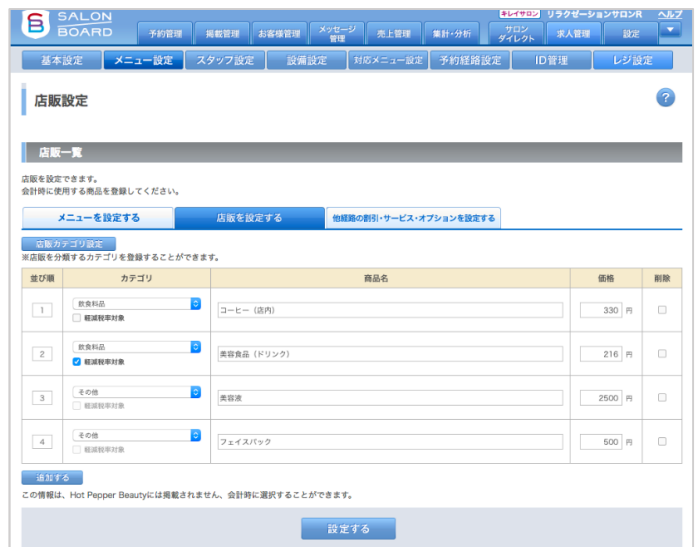 SALON BOARD
キレイサロン リラクゼーションサロンR ヘルプ
予約管理 掲載管理 お客様管理 メッセージ管理 売上管理 集計・分析 サロンダイレクト 求人管理 設定
基本設定 メニュー設定 スタッフ設定 設備設定 対応メニュー設定 予約経路設定 ID管理 レジ設定
店販設定
?
店販一覧
店販を設定できます。
会計時に使用する商品を登録してください。
メニューを設定する 店販を設定する 他経路の割引・サービス・オプションを設定する
店販カテゴリ設定
※店販を分類するカテゴリを登録することができます。
並び順 カテゴリ 商品名 価格 削除
1 飲食料品 軽減税率対象 コーヒー（店内） 330 円
2 飲食料品 軽減税率対象 美容食品（ドリンク） 216 円
3 その他 軽減税率対象 美容液 2500 円
4 その他 軽減税率対象 フェイスパック 500 円
追加する
この情報は、Hot Pepper Beautyには掲載されません、会計時に選択することができます。
設定する